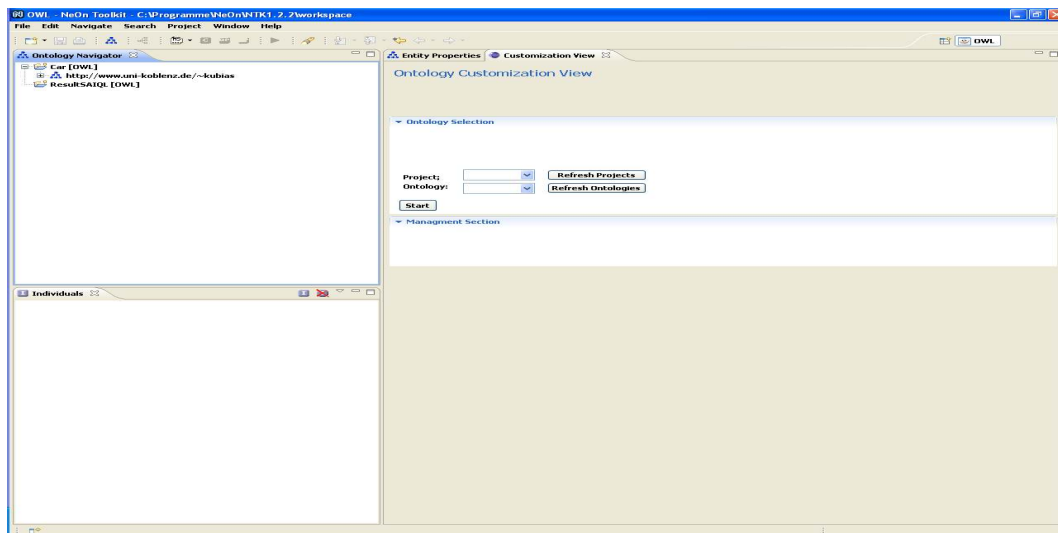 OWL - NeOn Toolkit - C:\Programme\NeOn\NTK1.2.2\workspace
File Edit Navigate Search Project Window Help
OWL
Ontology Navigator
Entity Properties Customization View
Car [OWL]
http://www.uni-koblenz.de/~kubias
ResultSAIQL [OWL]
Ontology Customization View
Ontology Selection
Project; Refresh Projects
Ontology: Refresh Ontologies
Start
Managment Section
Individuals